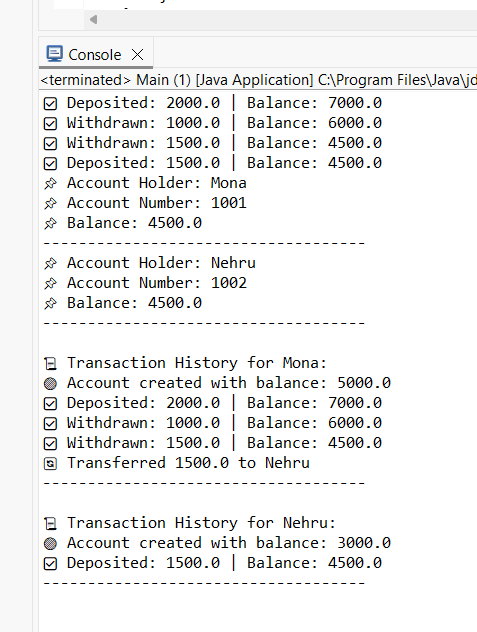 Console
<terminated> Main (1) [Java Application] C:\Program Files\Java\jd
☑ Deposited: 2000.0 | Balance: 7000.0
☑ Withdrawn: 1000.0 | Balance: 6000.0
☑ Withdrawn: 1500.0 | Balance: 4500.0
☑ Deposited: 1500.0 | Balance: 4500.0
📌 Account Holder: Mona
📌 Account Number: 1001
📌 Balance: 4500.0
-----------------------------------
📌 Account Holder: Nehru
📌 Account Number: 1002
📌 Balance: 4500.0
-----------------------------------
📜 Transaction History for Mona:
🟢 Account created with balance: 5000.0
☑ Deposited: 2000.0 | Balance: 7000.0
☑ Withdrawn: 1000.0 | Balance: 6000.0
☑ Withdrawn: 1500.0 | Balance: 4500.0
🔄 Transferred 1500.0 to Nehru
-----------------------------------
📜 Transaction History for Nehru:
🟢 Account created with balance: 3000.0
☑ Deposited: 1500.0 | Balance: 4500.0
-----------------------------------